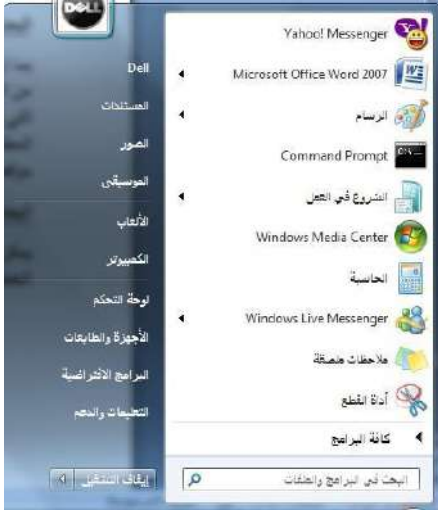 Yahoo! Messenger
Microsoft Office Word 2007
الرسام
Command Prompt
الشروع في العمل
Windows Media Center
الحاسبة
Windows Live Messenger
ملاحظات ملصقة
أداة القطع
كافة البرامج
البحث في البرامج والملفات
DELL
Dell
المستندات
الصور
الموسيقى
الألعاب
الكمبيوتر
لوحة التحكم
الأجهزة والطابعات
البرامج الافتراضية
التعليمات والدعم
إيقاف التشغيل